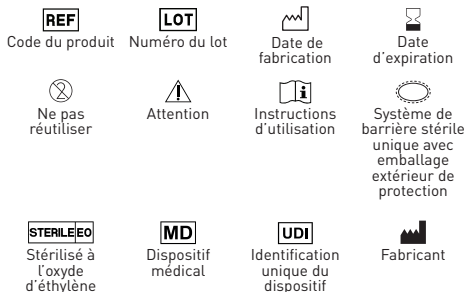 REF
Code du produit
LOT
Numéro du lot
Date de
fabrication
Date
d'expiration
2
Ne pas
réutiliser
Attention
i
Instructions
d'utilisation
Système de
barrière stérile
unique avec
emballage
extérieur de
protection
STERILE EO
Stérilisé à
l'oxyde
d'éthylène
MD
Dispositif
médical
UDI
Identification
unique du
dispositif
Fabricant